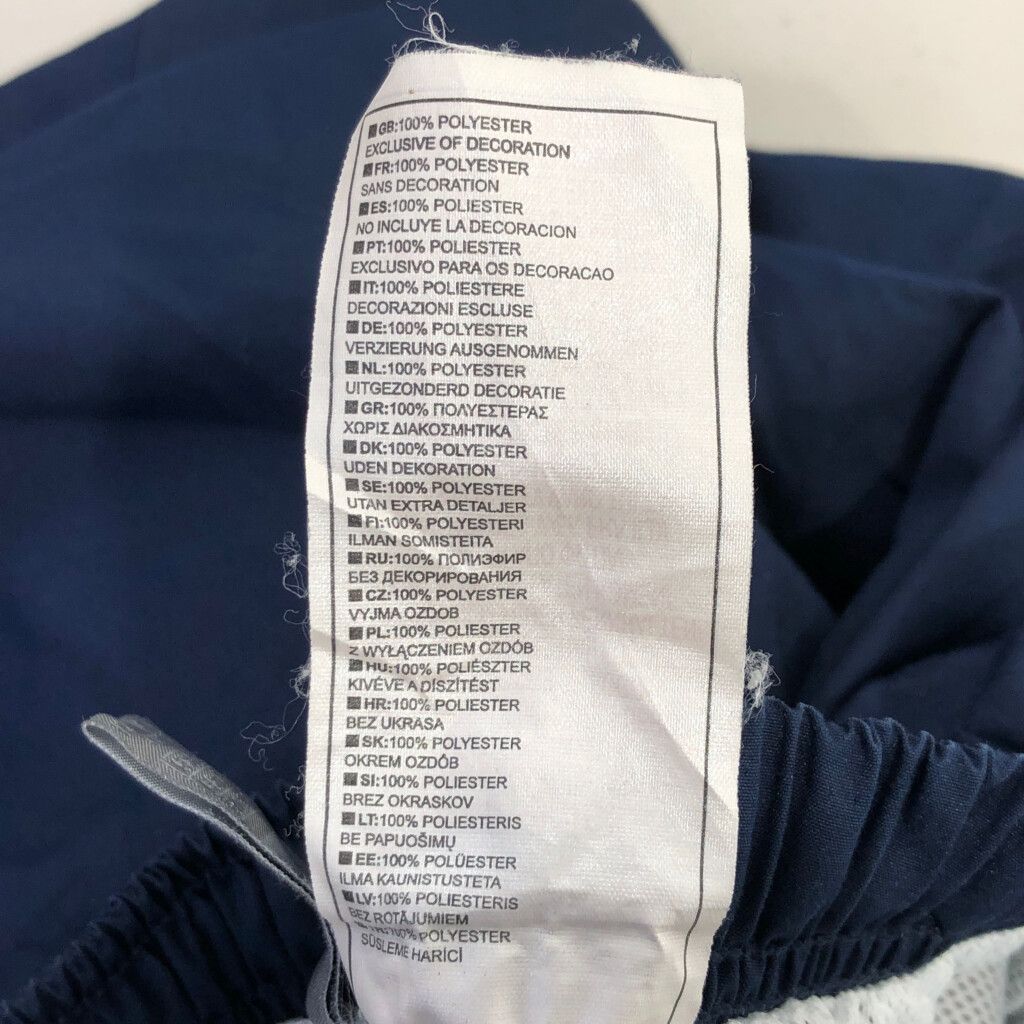 GB:100% POLYESTER
EXCLUSIVE OF DECORATION
FR:100% POLYESTER
SANS DECORATION
ES:100% POLIESTER
NO INCLUYE LA DECORACION
PT:100% POLIESTER
EXCLUSIVO PARA OS DECORACAO
IT:100% POLIESTERE
DECORAZIONI ESCLUSE
DE:100% POLYESTER
VERZIERUNG AUSGENOMMEN
NL:100% POLYESTER
UITGEZONDERD DECORATIE
GR:100% ΠΟΛΥΕΣΤΕΡΑΣ
ΧΩΡΙΣ ΔΙΑΚΟΣΜΗΤΙΚΑ
DK:100% POLYESTER
UDEN DEKORATION
SE:100% POLYESTER
UTAN EXTRA DETALJER
FI:100% POLYESTERI
ILMAN SOMISTEITA
RU:100% ПОЛИЭФИР
БЕЗ ДЕКОРИРОВАНИЯ
CZ:100% POLYESTER
VYJMA OZDOB
PL:100% POLIESTER
Z WYŁĄCZENIEM OZDÓB
HU:100% POLIÉSZTER
KIVÉVE A DÍSZÍTÉST
HR:100% POLIESTER
BEZ UKRASA
SK:100% POLYESTER
OKREM OZDÔB
SI:100% POLIESTER
BREZ OKRASKOV
LT:100% POLIESTERIS
BE PAPUOŠIMŲ
EE:100% POLÜESTER
ILMA KAUNISTUSTETA
LV:100% POLIESTERIS
BEZ ROTĀJUMIEM
100% POLYESTER
SÜSLEME HARİCİ